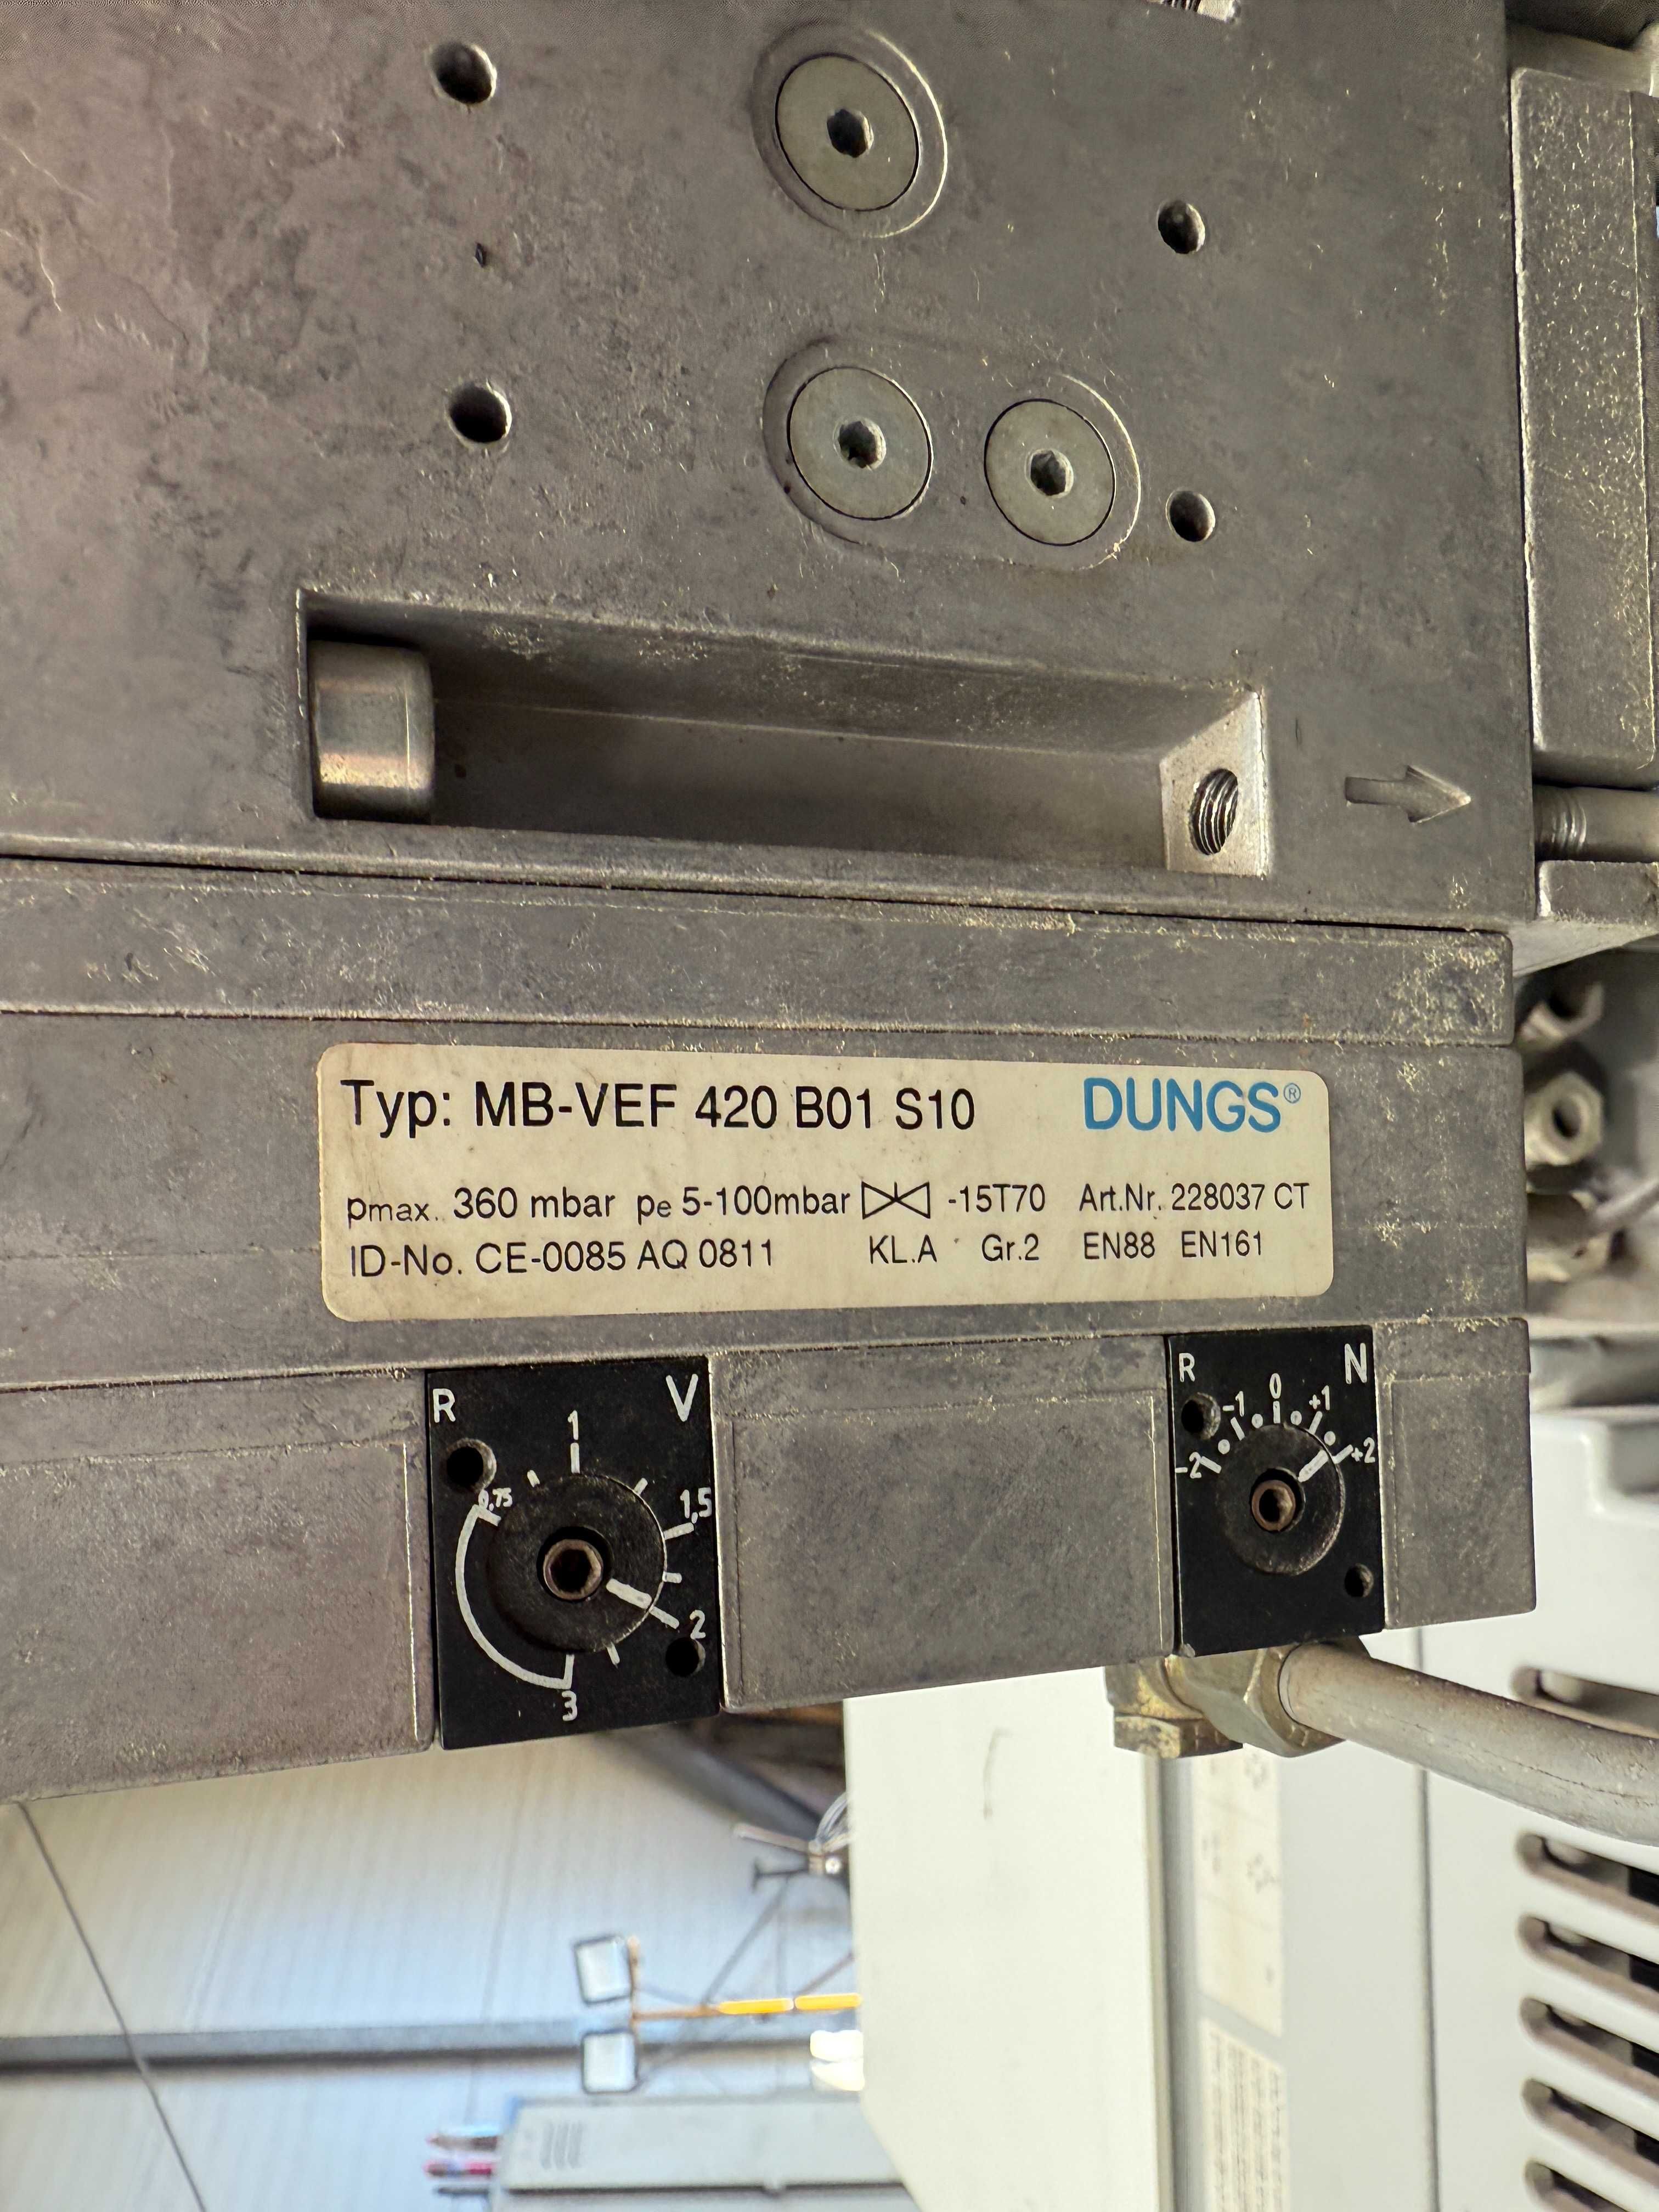 Typ: MB-VEF 420 B01 S10 DUNGS®
pmax. 360 mbar pe 5-100mbar -15T70 Art.Nr. 228037 CT
ID-No. CE-0085 AQ 0811 KL.A Gr.2 EN88 EN161
R V
0,75 1 1,5 2 3
R N
-2 -1 0 +1 +2